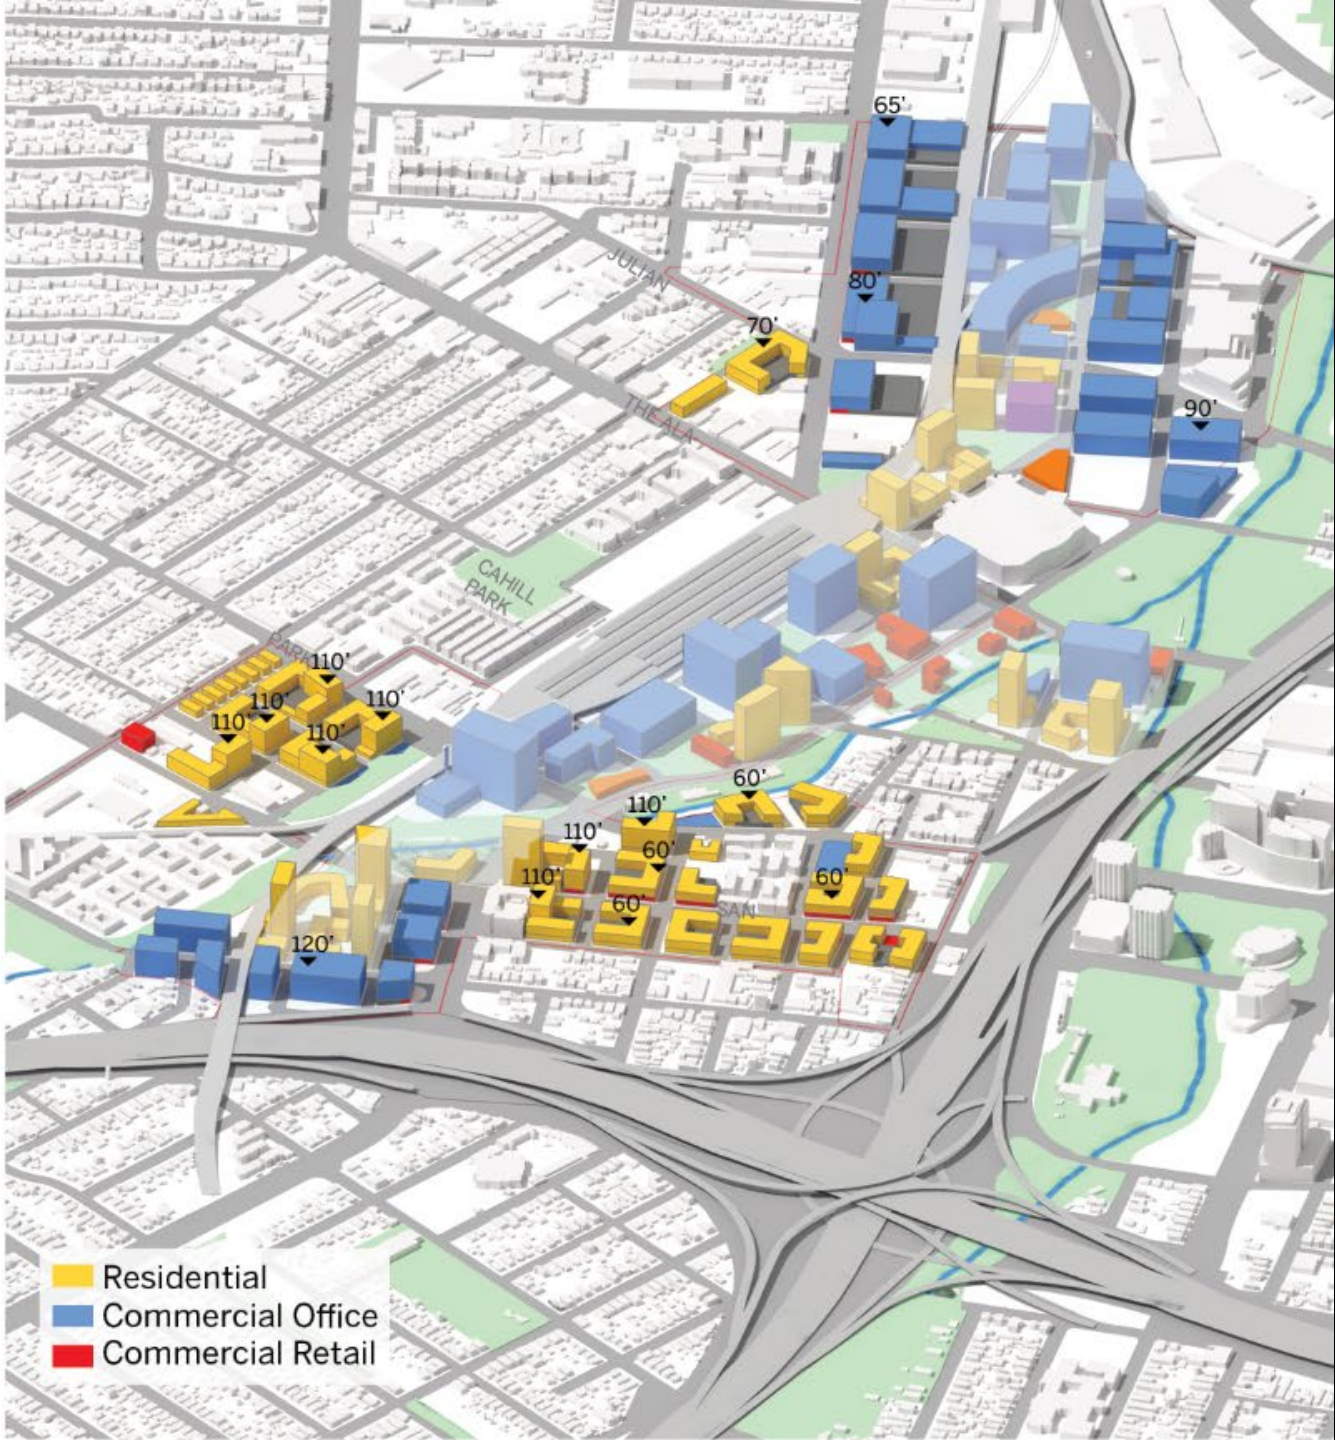 65'
JULIAN
80'
70'
THE ALA
90'
CAHILL
PARK
PARK
110'
110'
110'
110'
110'
60'
110'
110'
60'
110'
60'
60'
SAN
120'
Residential
Commercial Office
Commercial Retail